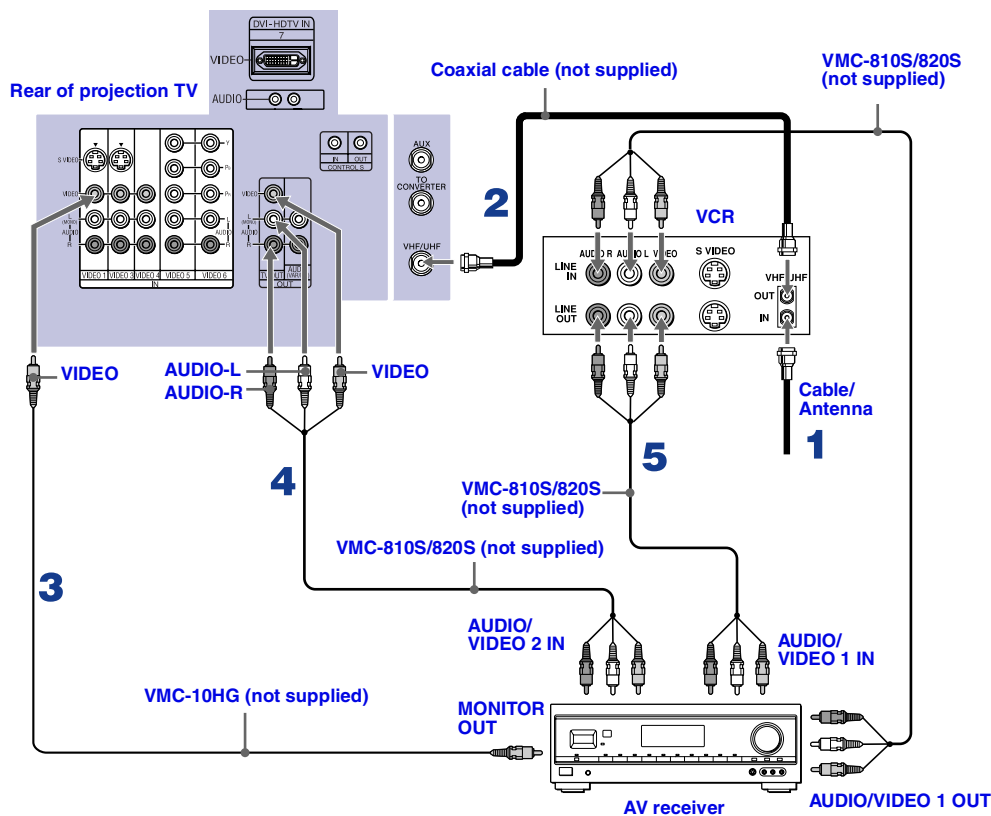 DVI-HDTV IN
7
VIDEO
AUDIO
Rear of projection TV
Coaxial cable (not supplied)
VMC-810S/820S
(not supplied)
S VIDEO
VIDEO
L
(MONO)
AUDIO
R
Y
PB
PR
L
AUDIO
R
VIDEO 1
VIDEO 3
VIDEO 4
VIDEO 5
VIDEO 6
IN
IN
OUT
CONTROL S
VIDEO
L
(MONO)
AUDIO
R
OUT
AUX
TO
CONVERTER
VHF/UHF
2
VCR
AUDIO R
AUDIO L
VIDEO
S VIDEO
LINE
IN
LINE
OUT
VHF/UHF
OUT
IN
VIDEO
AUDIO-L
AUDIO-R
VIDEO
Cable/
Antenna
1
4
5
VMC-810S/820S
(not supplied)
VMC-810S/820S (not supplied)
3
AUDIO/
VIDEO 2 IN
AUDIO/
VIDEO 1 IN
VMC-10HG (not supplied)
MONITOR
OUT
AV receiver
AUDIO/VIDEO 1 OUT